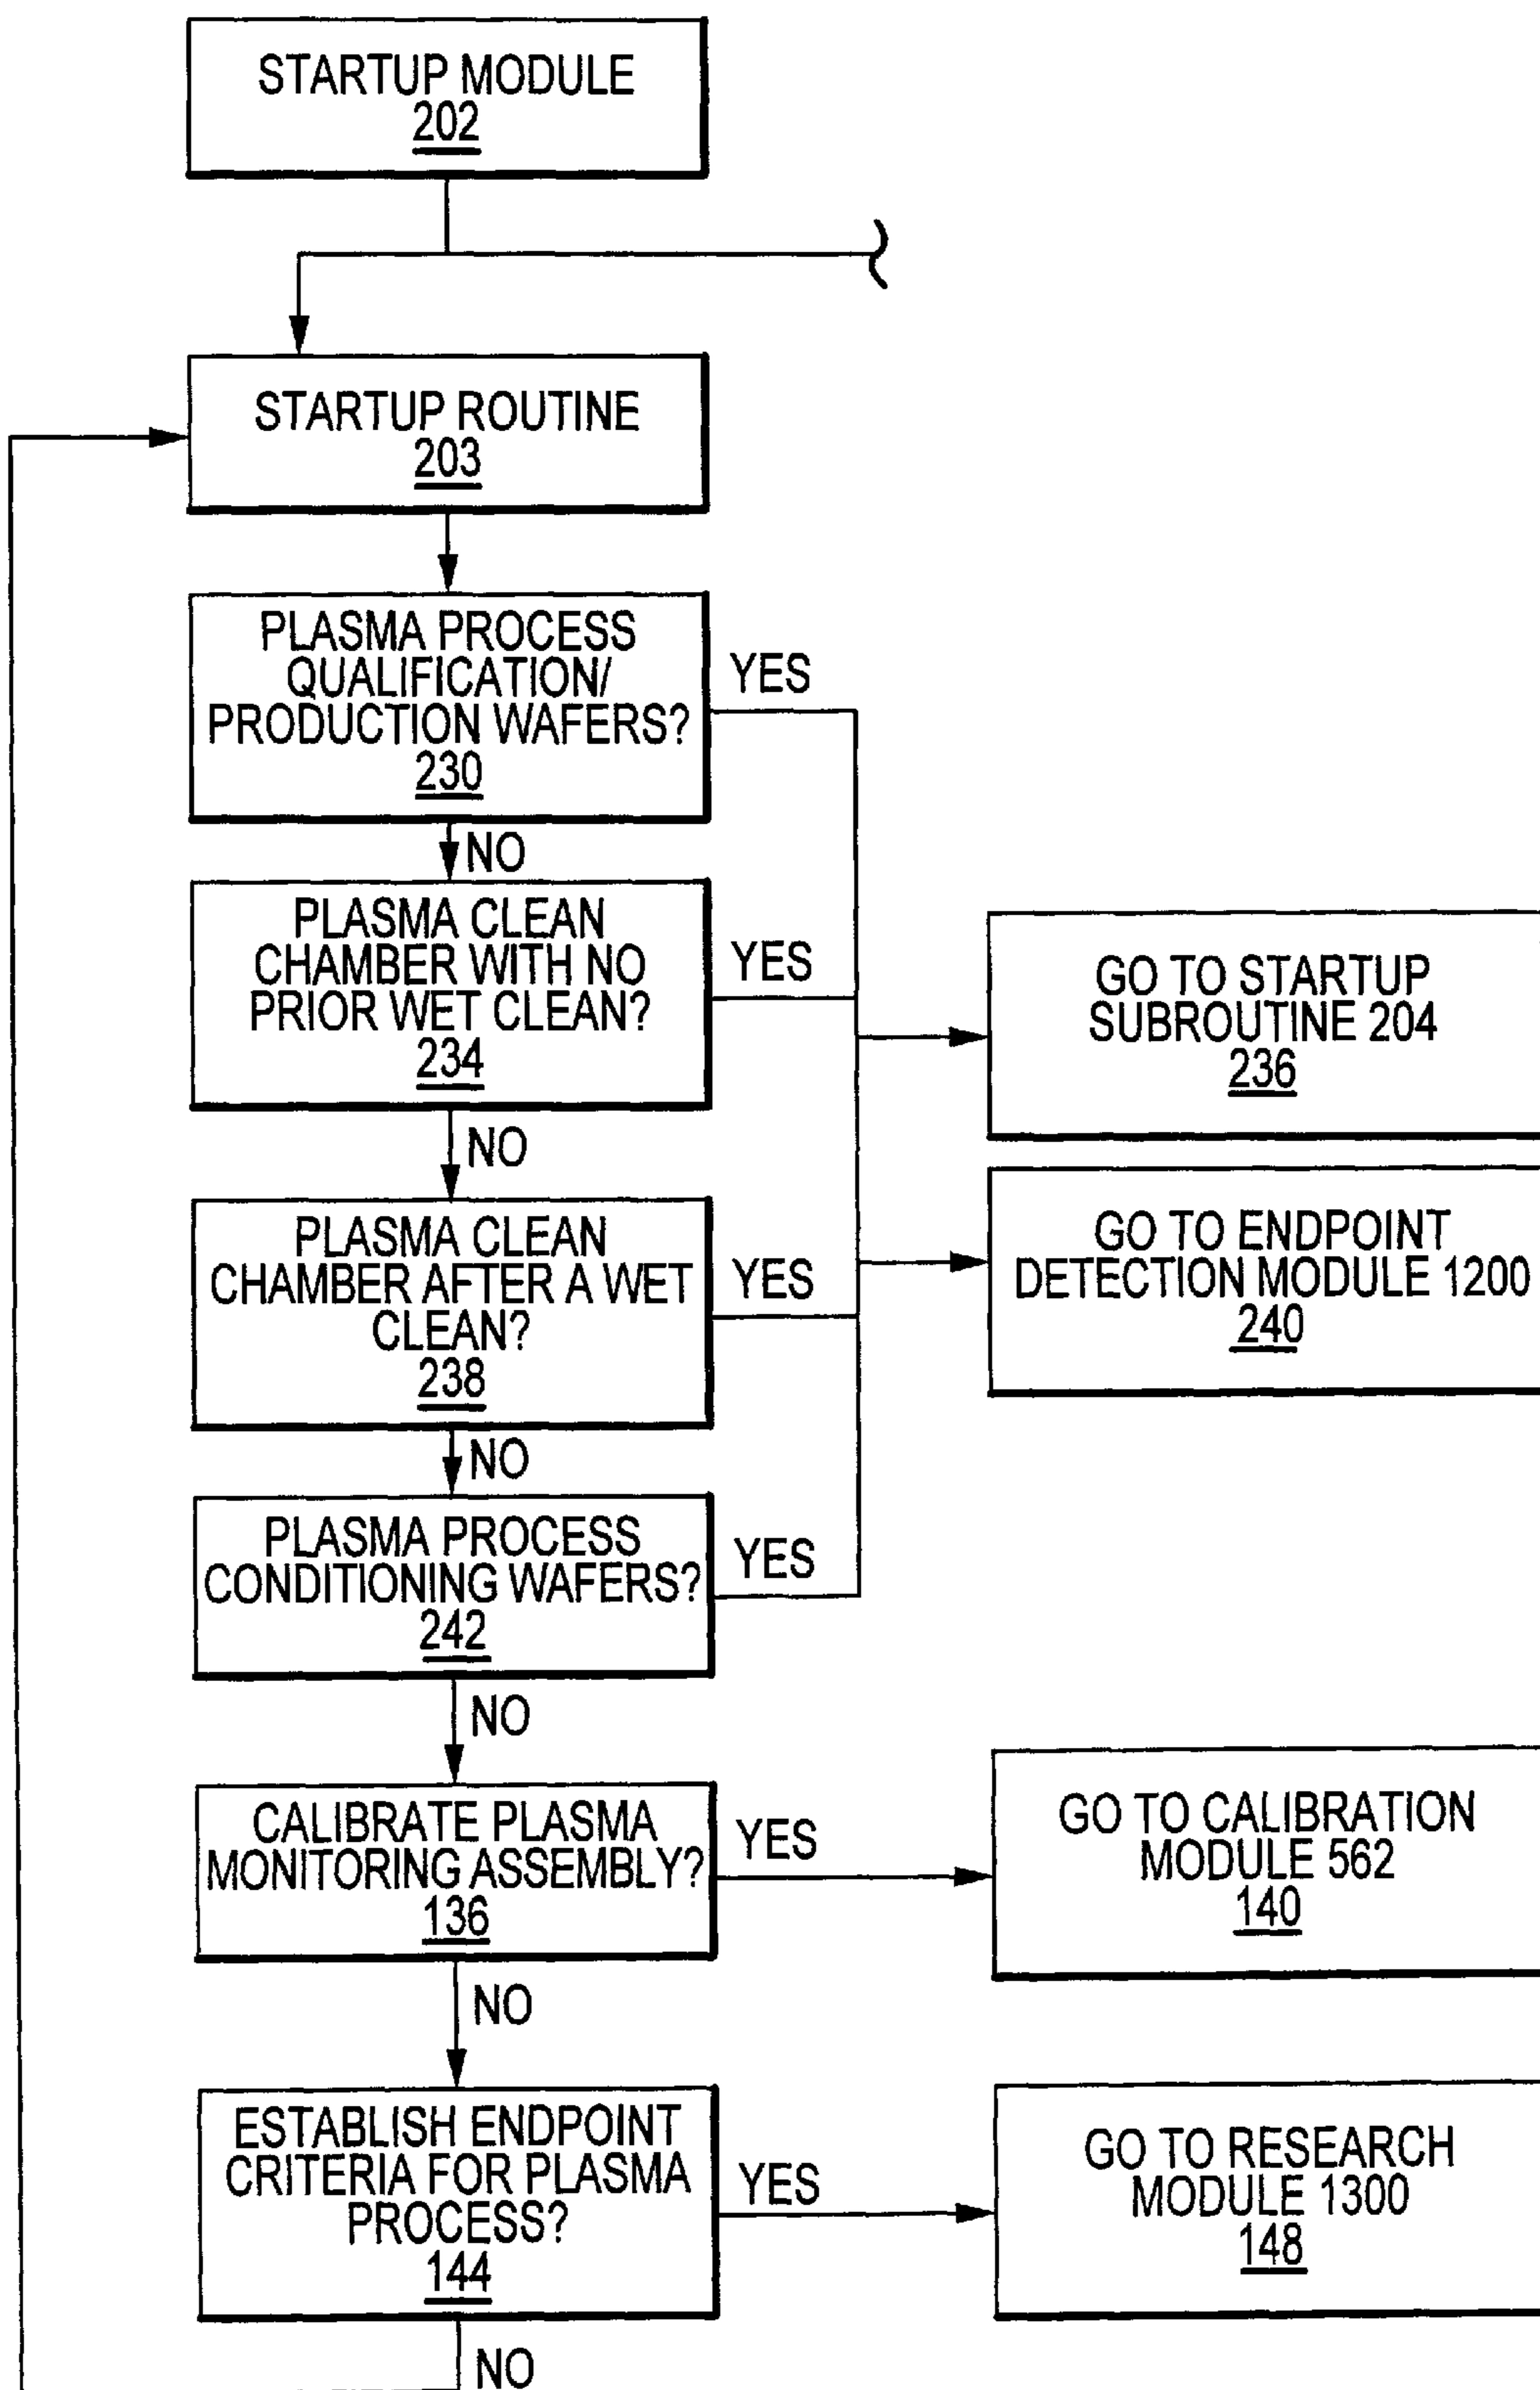 STARTUP MODULE
202
STARTUP ROUTINE
203
PLASMA PROCESS
QUALIFICATION/
PRODUCTION WAFERS?
230
YES
NO
PLASMA CLEAN
CHAMBER WITH NO
PRIOR WET CLEAN?
234
YES
GO TO STARTUP
SUBROUTINE 204
236
NO
PLASMA CLEAN
CHAMBER AFTER A WET
CLEAN?
238
YES
GO TO ENDPOINT
DETECTION MODULE 1200
240
NO
PLASMA PROCESS
CONDITIONING WAFERS?
242
YES
NO
CALIBRATE PLASMA
MONITORING ASSEMBLY?
136
YES
GO TO CALIBRATION
MODULE 562
140
NO
ESTABLISH ENDPOINT
CRITERIA FOR PLASMA
PROCESS?
144
YES
GO TO RESEARCH
MODULE 1300
148
NO